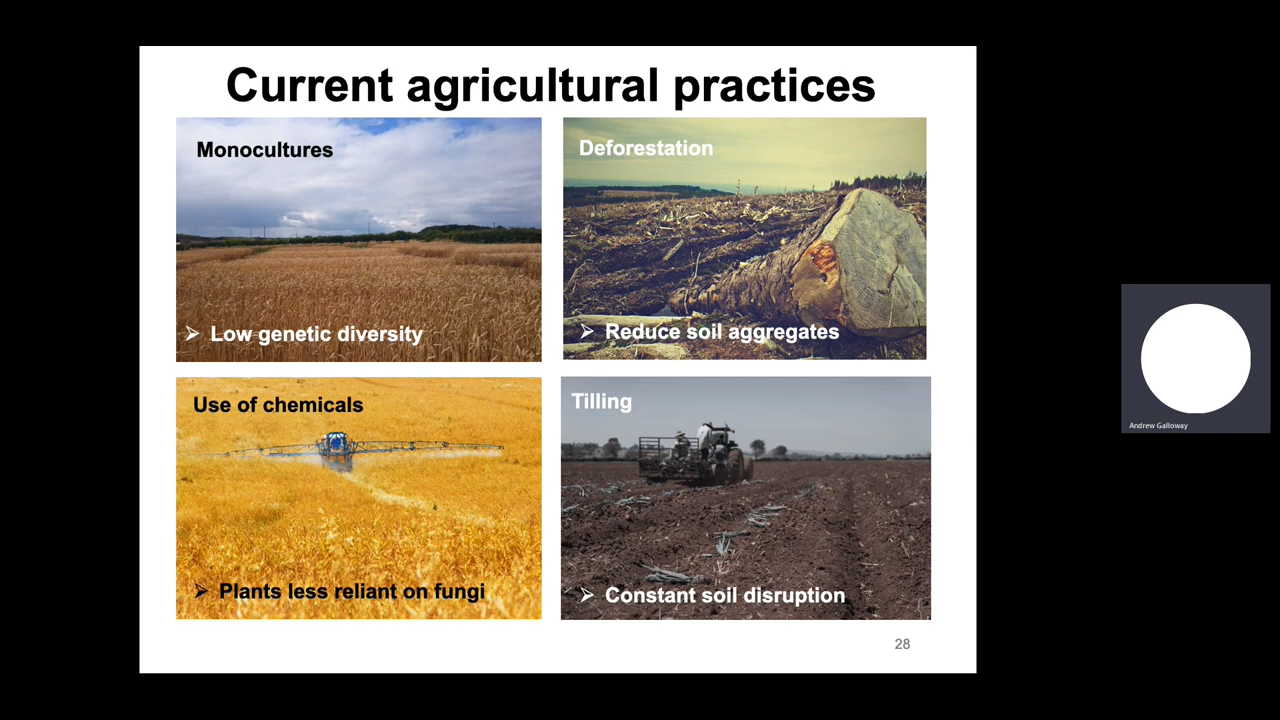 Current agricultural practices
Monocultures
➢ Low genetic diversity
Deforestation
➢ Reduce soil aggregates
Use of chemicals
➢ Plants less reliant on fungi
Tilling
➢ Constant soil disruption
28
Andrew Galloway